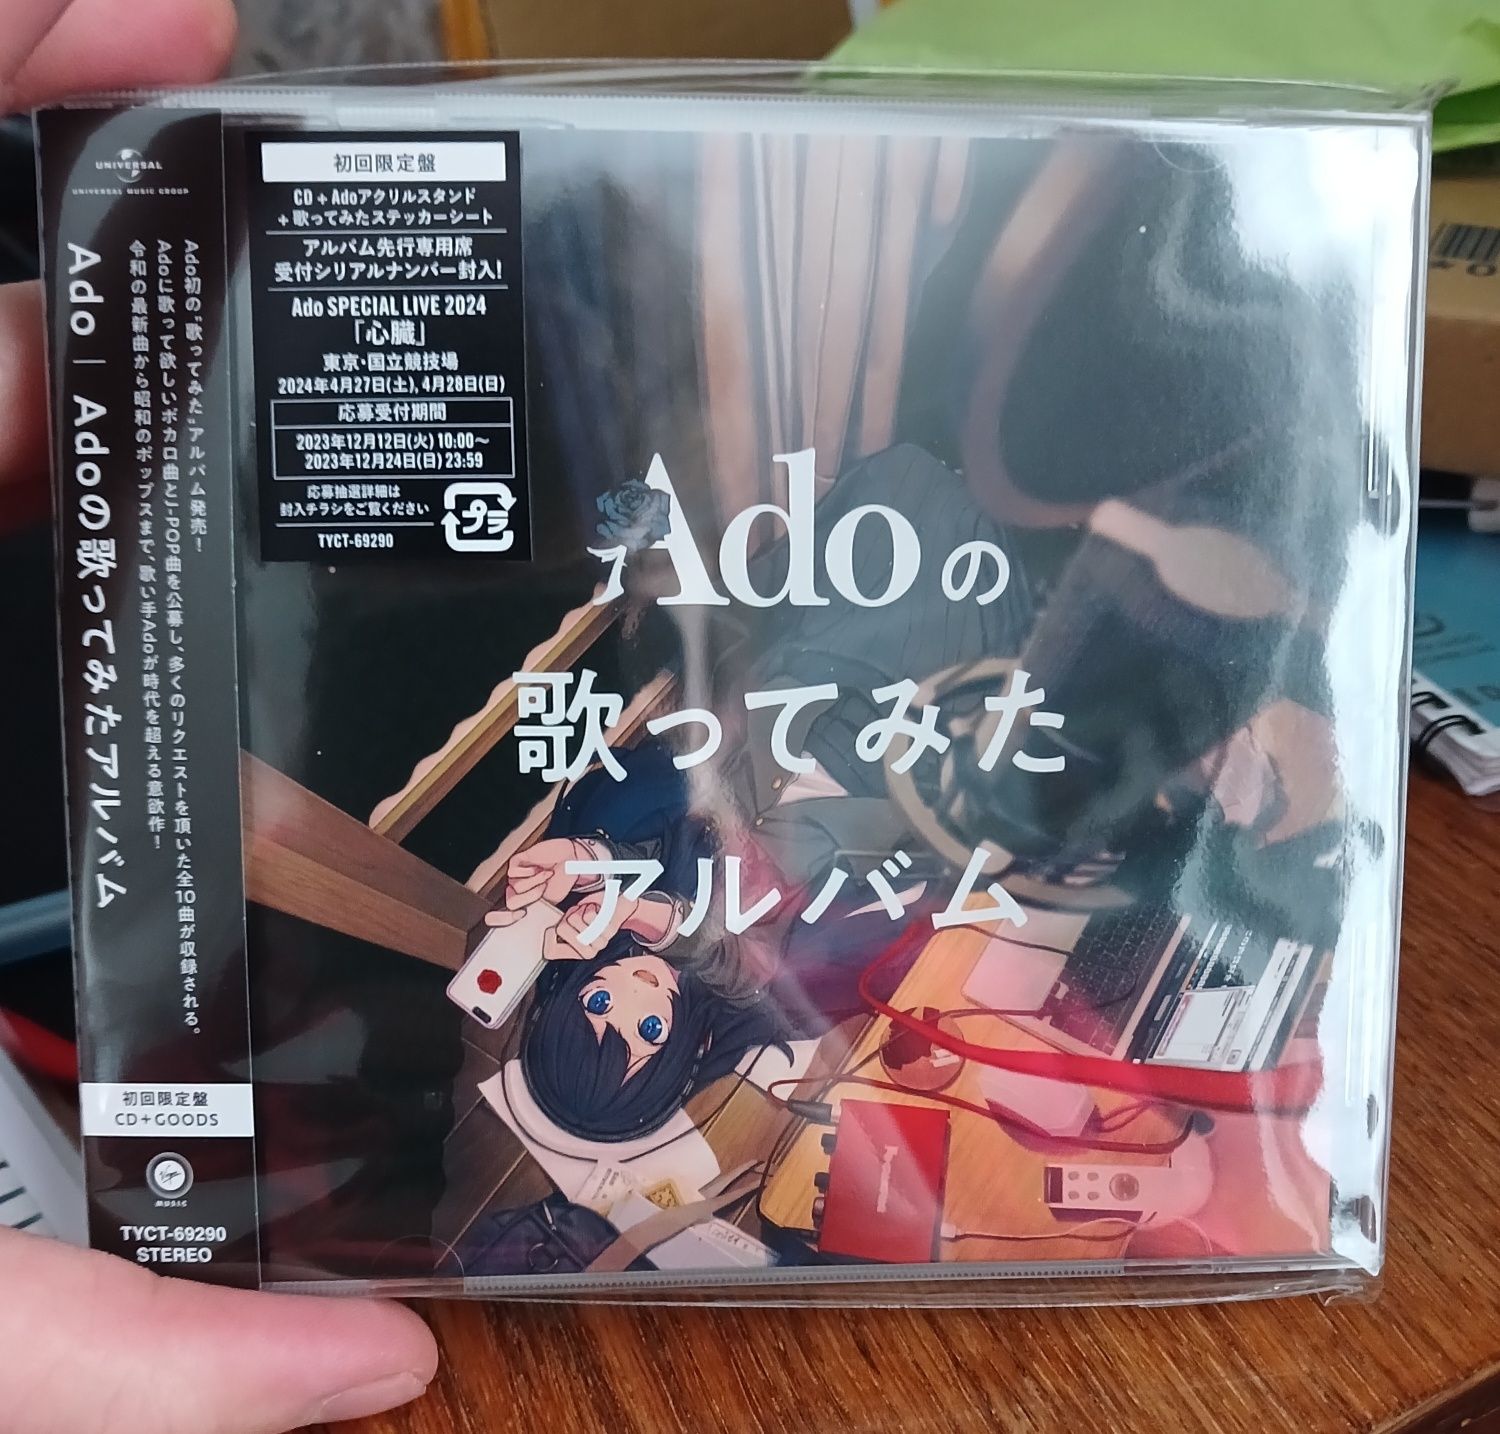 UNIVERSAL
UNIVERSAL MUSIC GROUP
Ado初の"歌ってみた"アルバム発売！
Adoに歌って欲しいボカロ曲とJ-POP曲を公募し、多くのリクエストを頂いた全10曲が収録される。
令和の最新曲から昭和のポップスまで、歌い手Adoが時代を超える意欲作！
Ado｜Adoの歌ってみたアルバム
初回限定盤
CD+GOODS
Virgin
MUSIC
TYCT-69290
STEREO
初回限定盤
CD + Adoアクリルスタンド
+ 歌ってみたステッカーシート
アルバム先行専用席
受付シリアルナンバー封入!
Ado SPECIAL LIVE 2024
「心臓」
東京・国立競技場
2024年4月27日(土), 4月28日(日)
応募受付期間
2023年12月12日(火) 10:00～
2023年12月24日(日) 23:59
応募抽選詳細は
封入チラシをご覧ください
プラ
TYCT-69290
Adoの
歌ってみた
アルバム